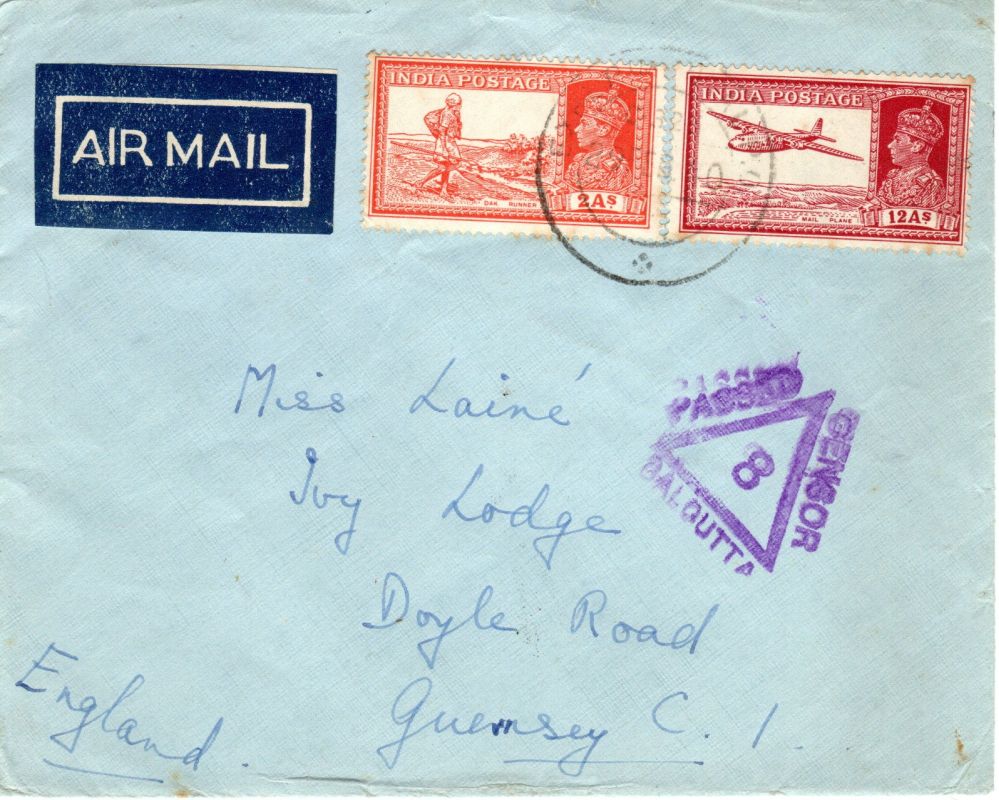 AIR MAIL
INDIA POSTAGE
DAK RUNNER
2As
INDIA POSTAGE
MAIL PLANE
12As
PASSED
CENSOR
CALCUTTA
8
Miss Lainé
Ivy Lodge
Doyle Road
Guernsey C. I.
England.